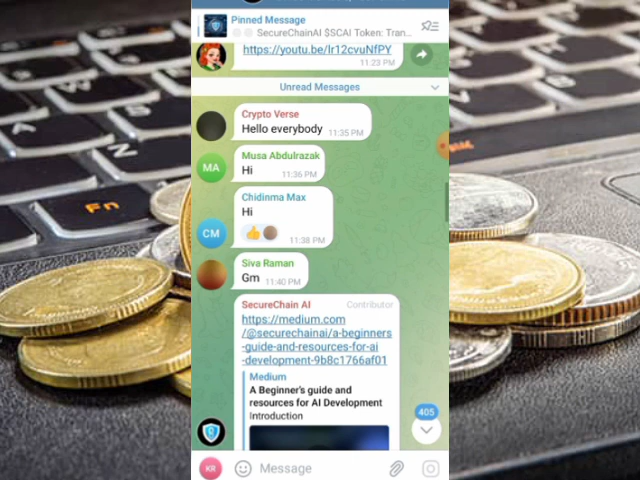 Pinned Message
SecureChainAI $SCAI Token: Tran...
https://youtu.be/Ir12cvuNfPY
11:23 PM
Unread Messages
Crypto Verse
Hello everybody 11:35 PM
MA
Musa Abdulrazak
Hi 11:36 PM
Chidinma Max
Hi
CM
11:38 PM
Siva Raman
Gm 11:40 PM
SecureChain AI Contributor
https://medium.com
/@securechainai/a-beginners
-guide-and-resources-for-ai
-development-9b8c1766af01
Medium
A Beginner's guide and
resources for AI Development
Introduction
405
KR
Message
Fn
N